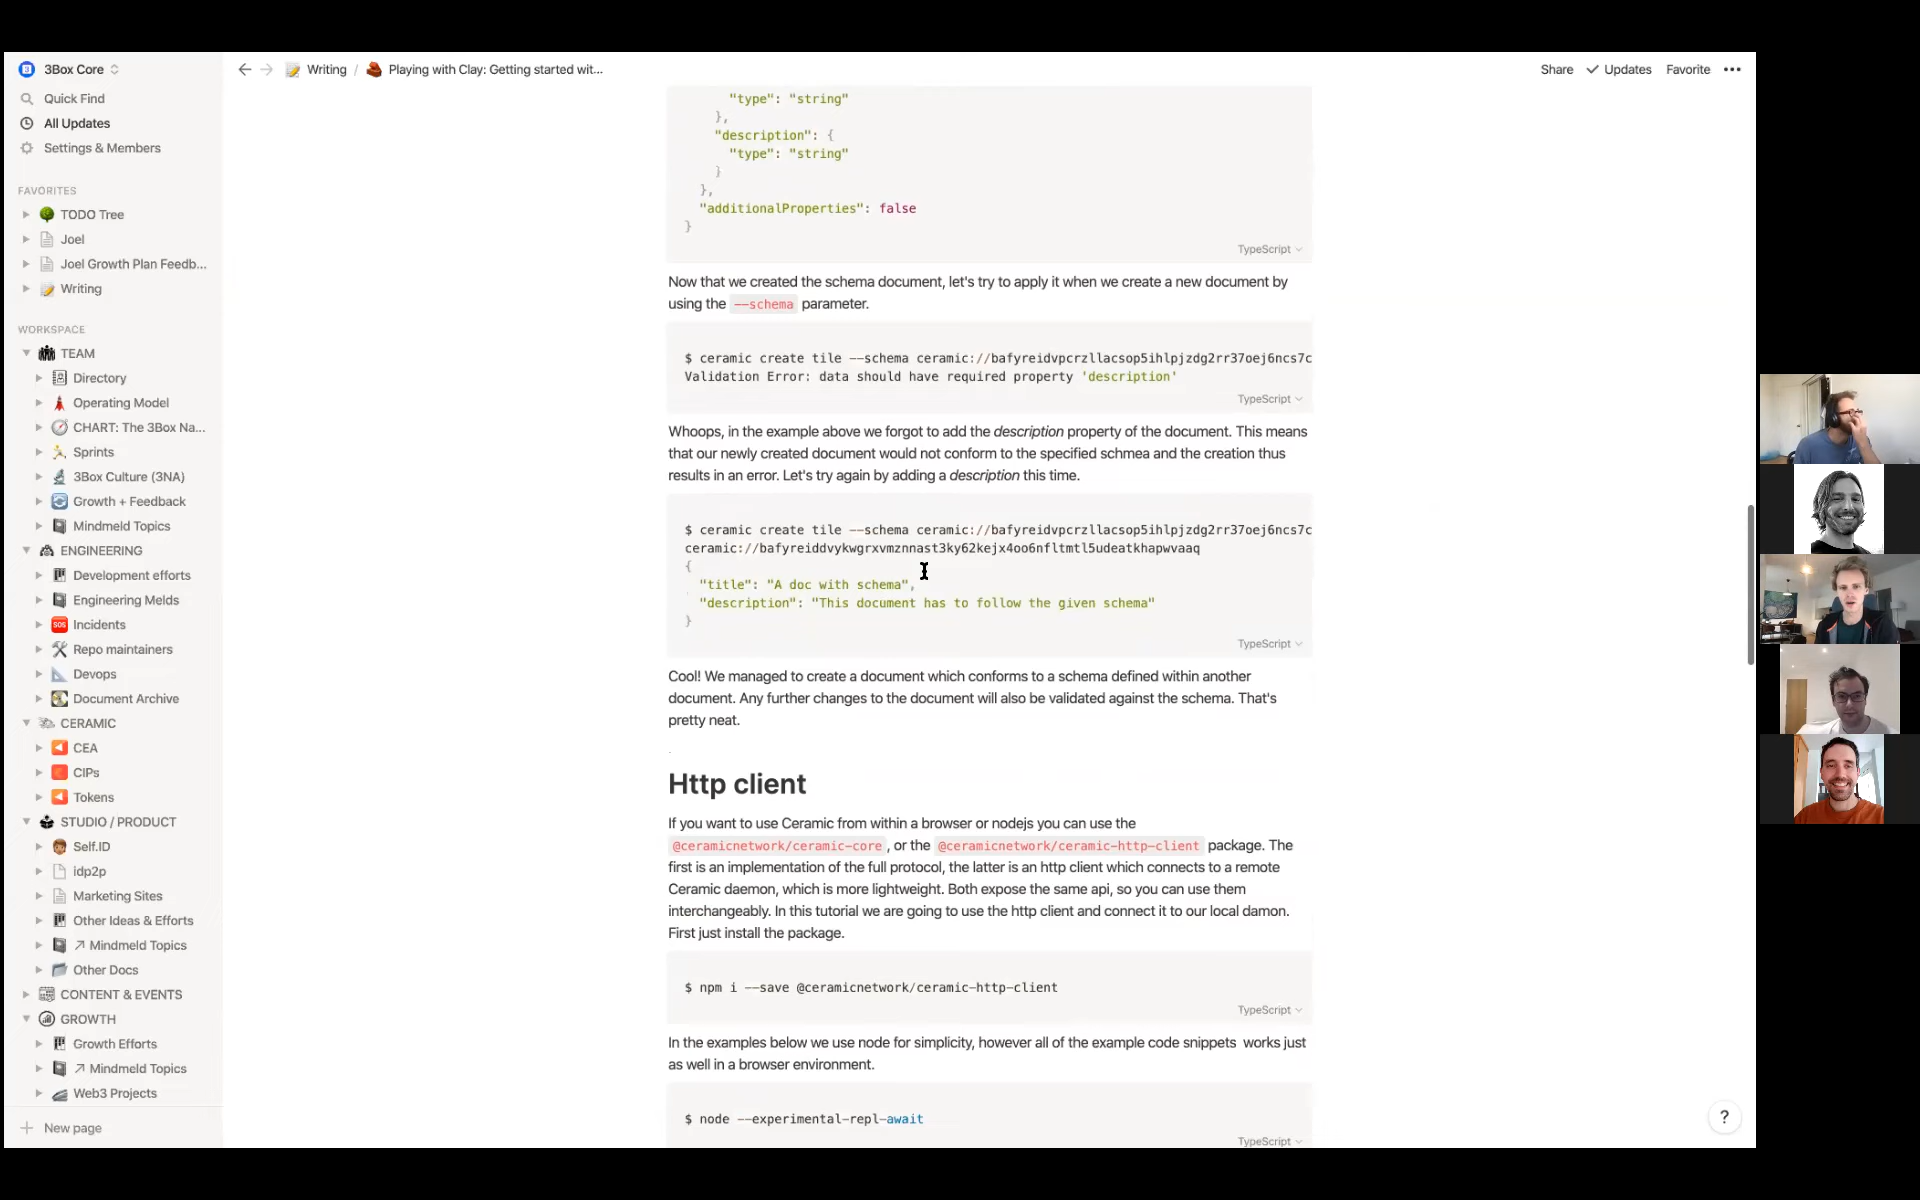 3Box Core
Quick Find
All Updates
Settings & Members
FAVORITES
TODO Tree
Joel
Joel Growth Plan Feedb...
Writing
WORKSPACE
TEAM
Directory
Operating Model
CHART: The 3Box Na...
Sprints
3Box Culture (3NA)
Growth + Feedback
Mindmeld Topics
ENGINEERING
Development efforts
Engineering Melds
Incidents
Repo maintainers
Devops
Document Archive
CERAMIC
CEA
CIPs
Tokens
STUDIO / PRODUCT
Self.ID
idp2p
Marketing Sites
Other Ideas & Efforts
Mindmeld Topics
Other Docs
CONTENT & EVENTS
GROWTH
Growth Efforts
Mindmeld Topics
Web3 Projects
New page
Writing / Playing with Clay: Getting started wit...
Share Updates Favorite
"type": "string"
},
"description": {
"type": "string"
}
},
"additionalProperties": false
}
TypeScript
Now that we created the schema document, let's try to apply it when we create a new document by
using the --schema parameter.
$ ceramic create tile --schema ceramic://bafyreidvpcrzllacsop5ihlpjzdg2rr37oej6ncs7c
Validation Error: data should have required property 'description'
TypeScript
Whoops, in the example above we forgot to add the description property of the document. This means
that our newly created document would not conform to the specified schmea and the creation thus
results in an error. Let's try again by adding a description this time.
$ ceramic create tile --schema ceramic://bafyreidvpcrzllacsop5ihlpjzdg2rr37oej6ncs7c
ceramic://bafyreiddvykwgrxvmznnast3ky62kejx4oo6nfltmtl5udeatkhapwvaaq
{
"title": "A doc with schema",
"description": "This document has to follow the given schema"
}
TypeScript
Cool! We managed to create a document which conforms to a schema defined within another
document. Any further changes to the document will also be validated against the schema. That's
pretty neat.
.
Http client
If you want to use Ceramic from within a browser or nodejs you can use the
@ceramicnetwork/ceramic-core , or the @ceramicnetwork/ceramic-http-client package. The
first is an implementation of the full protocol, the latter is an http client which connects to a remote
Ceramic daemon, which is more lightweight. Both expose the same api, so you can use them
interchangeably. In this tutorial we are going to use the http client and connect it to our local damon.
First just install the package.
$ npm i --save @ceramicnetwork/ceramic-http-client
TypeScript
In the examples below we use node for simplicity, however all of the example code snippets works just
as well in a browser environment.
$ node --experimental-repl-await
TypeScript
?